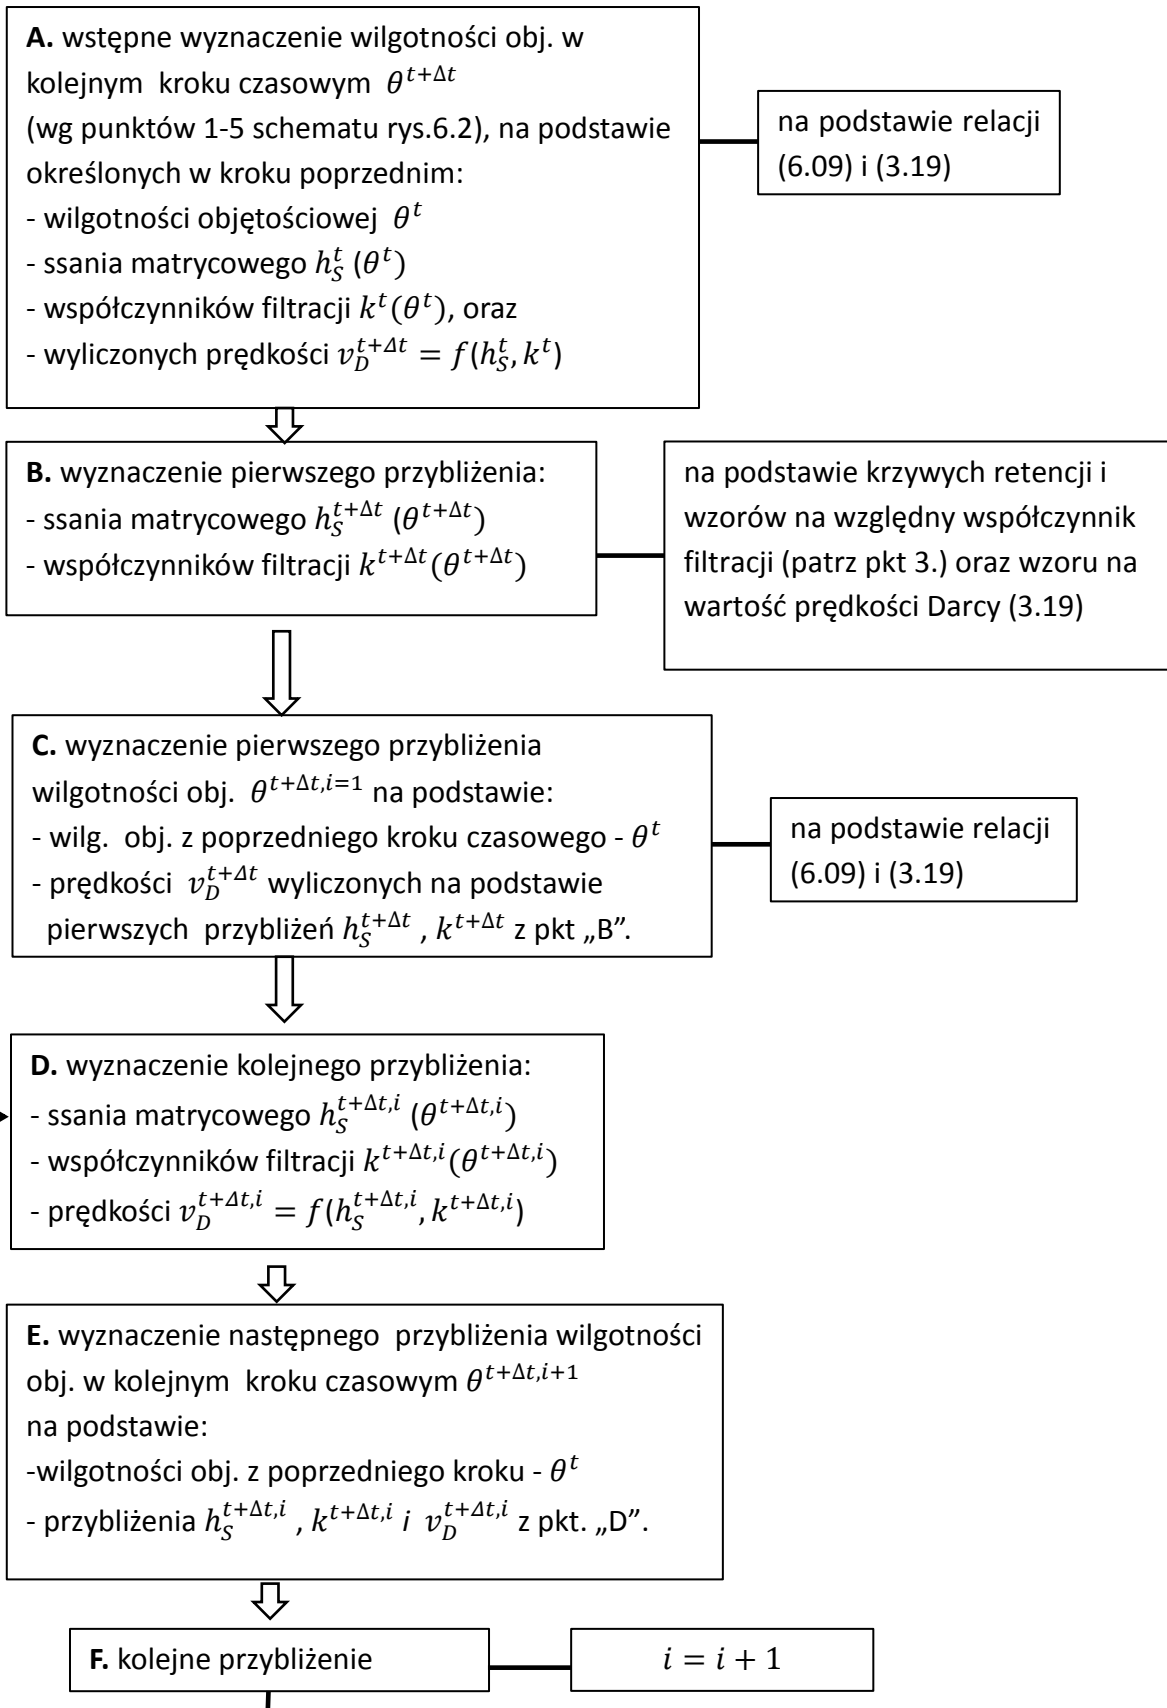 A. wstępne wyznaczenie wilgotności obj. w
kolejnym kroku czasowym θ^{t+Δt}
(wg punktów 1-5 schematu rys.6.2), na podstawie
określonych w kroku poprzednim:
- wilgotności objętościowej θ^t
- ssania matrycowego h_S^t (θ^t)
- współczynników filtracji k^t(θ^t), oraz
- wyliczonych prędkości v_D^{t+Δt} = f(h_S^t, k^t)
na podstawie relacji
(6.09) i (3.19)
B. wyznaczenie pierwszego przybliżenia:
- ssania matrycowego h_S^{t+Δt} (θ^{t+Δt})
- współczynników filtracji k^{t+Δt}(θ^{t+Δt})
na podstawie krzywych retencji i
wzorów na względny współczynnik
filtracji (patrz pkt 3.) oraz wzoru na
wartość prędkości Darcy (3.19)
C. wyznaczenie pierwszego przybliżenia
wilgotności obj. θ^{t+Δt,i=1} na podstawie:
- wilg. obj. z poprzedniego kroku czasowego - θ^t
- prędkości v_D^{t+Δt} wyliczonych na podstawie
pierwszych przybliżeń h_S^{t+Δt} , k^{t+Δt} z pkt „B”.
na podstawie relacji
(6.09) i (3.19)
D. wyznaczenie kolejnego przybliżenia:
- ssania matrycowego h_S^{t+Δt,i} (θ^{t+Δt,i})
- współczynników filtracji k^{t+Δt,i}(θ^{t+Δt,i})
- prędkości v_D^{t+Δt,i} = f(h_S^{t+Δt,i}, k^{t+Δt,i})
E. wyznaczenie następnego przybliżenia wilgotności
obj. w kolejnym kroku czasowym θ^{t+Δt,i+1}
na podstawie:
-wilgotności obj. z poprzedniego kroku - θ^t
- przybliżenia h_S^{t+Δt,i} , k^{t+Δt,i} i v_D^{t+Δt,i} z pkt. „D”.
F. kolejne przybliżenie
i = i + 1